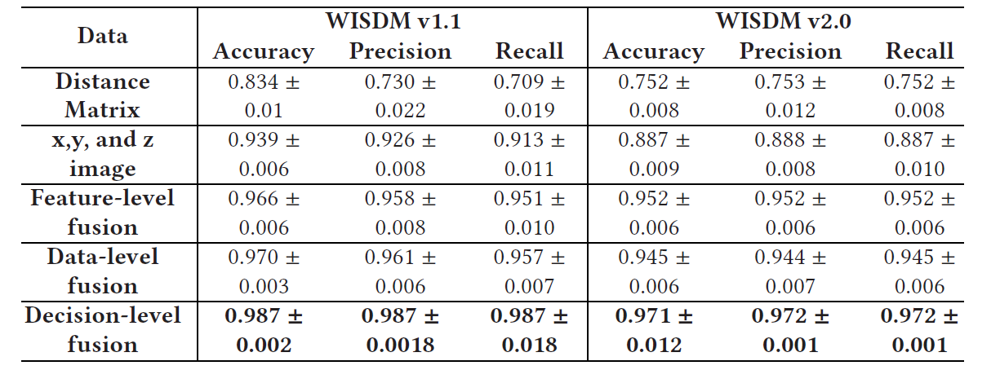 Data WISDM v1.1 WISDM v2.0
Accuracy Precision Recall Accuracy Precision Recall
Distance 0.834 ± 0.730 ± 0.709 ± 0.752 ± 0.753 ± 0.752 ±
Matrix 0.01 0.022 0.019 0.008 0.012 0.008
x,y, and z 0.939 ± 0.926 ± 0.913 ± 0.887 ± 0.888 ± 0.887 ±
image 0.006 0.008 0.011 0.009 0.008 0.010
Feature-level 0.966 ± 0.958 ± 0.951 ± 0.952 ± 0.952 ± 0.952 ±
fusion 0.006 0.008 0.010 0.006 0.006 0.006
Data-level 0.970 ± 0.961 ± 0.957 ± 0.945 ± 0.944 ± 0.945 ±
fusion 0.003 0.006 0.007 0.006 0.007 0.006
Decision-level 0.987 ± 0.987 ± 0.987 ± 0.971 ± 0.972 ± 0.972 ±
fusion 0.002 0.0018 0.018 0.012 0.001 0.001